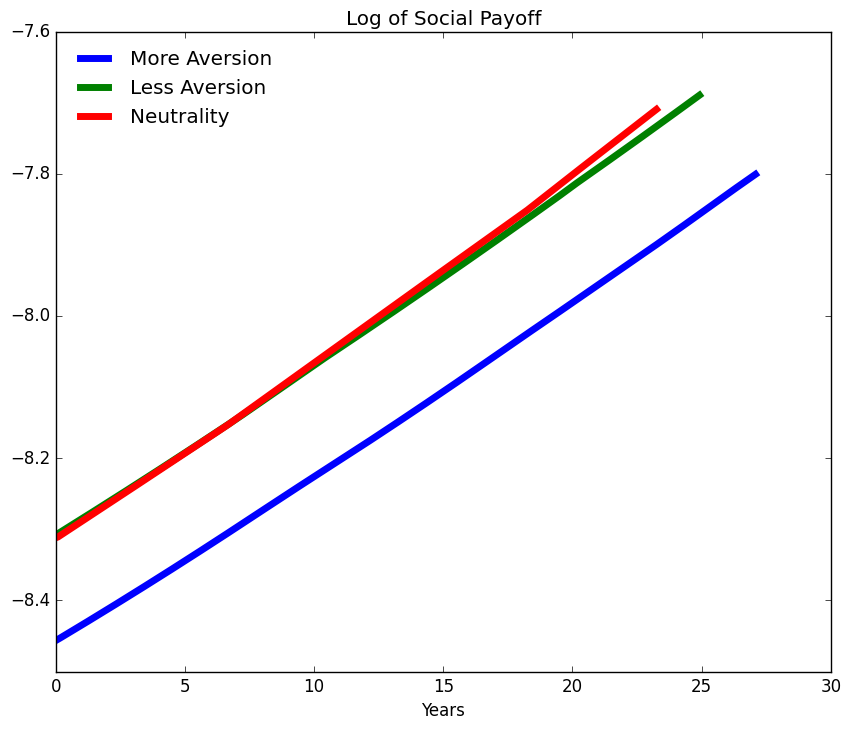 Log of Social Payoff
−7.6
−7.8
−8.0
−8.2
−8.4
More Aversion
Less Aversion
Neutrality
0 5 10 15 20 25 30
Years